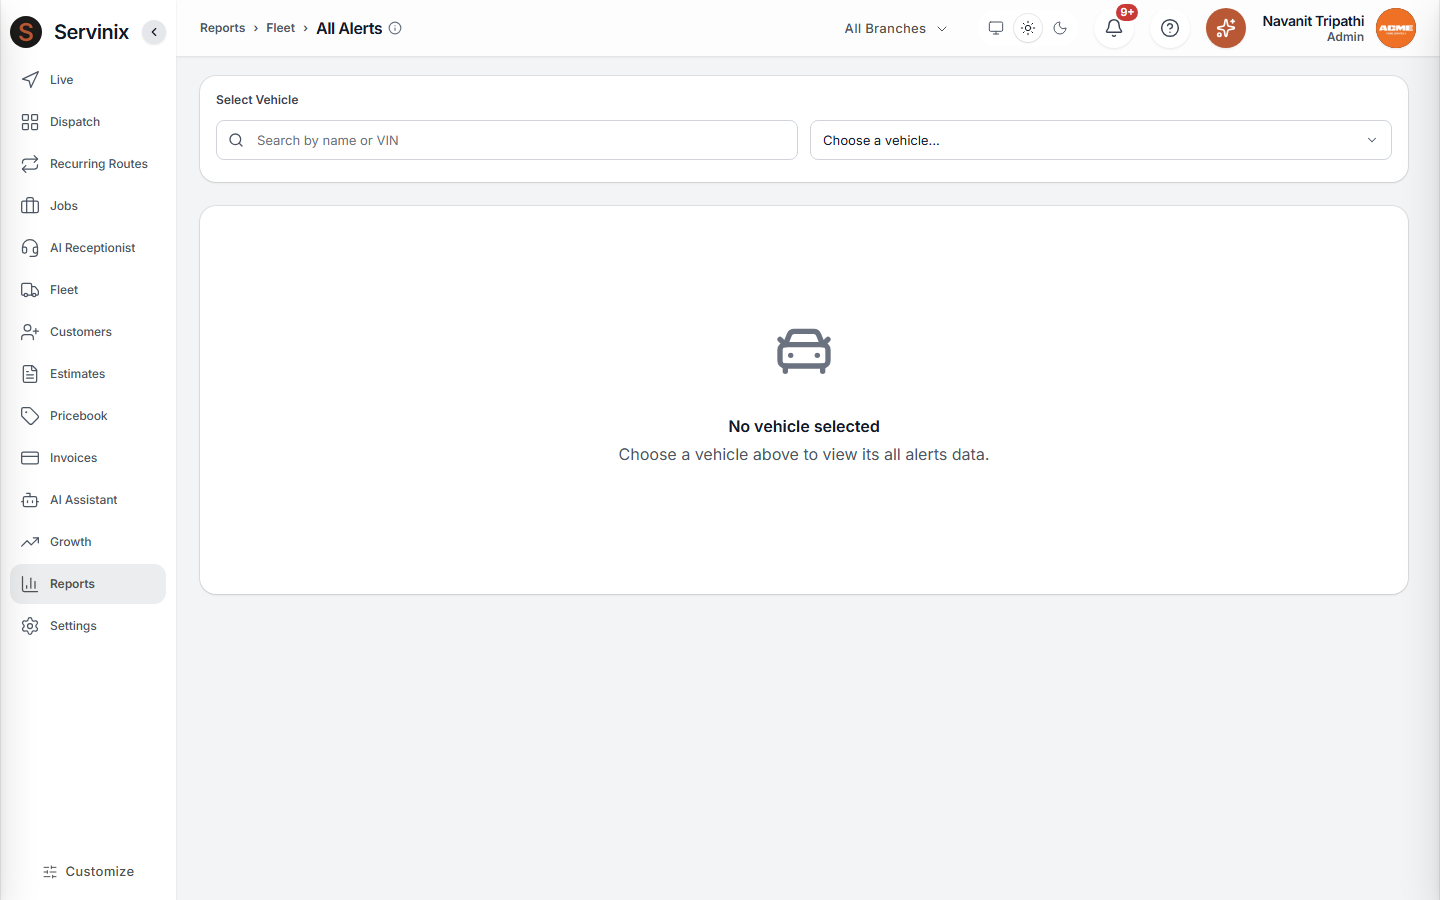 S Servinix
Live
Dispatch
Recurring Routes
Jobs
AI Receptionist
Fleet
Customers
Estimates
Pricebook
Invoices
AI Assistant
Growth
Reports
Settings
Customize
Reports › Fleet › All Alerts
All Branches
9+
Navanit Tripathi
Admin
ACME
Select Vehicle
Search by name or VIN
Choose a vehicle...
No vehicle selected
Choose a vehicle above to view its all alerts data.